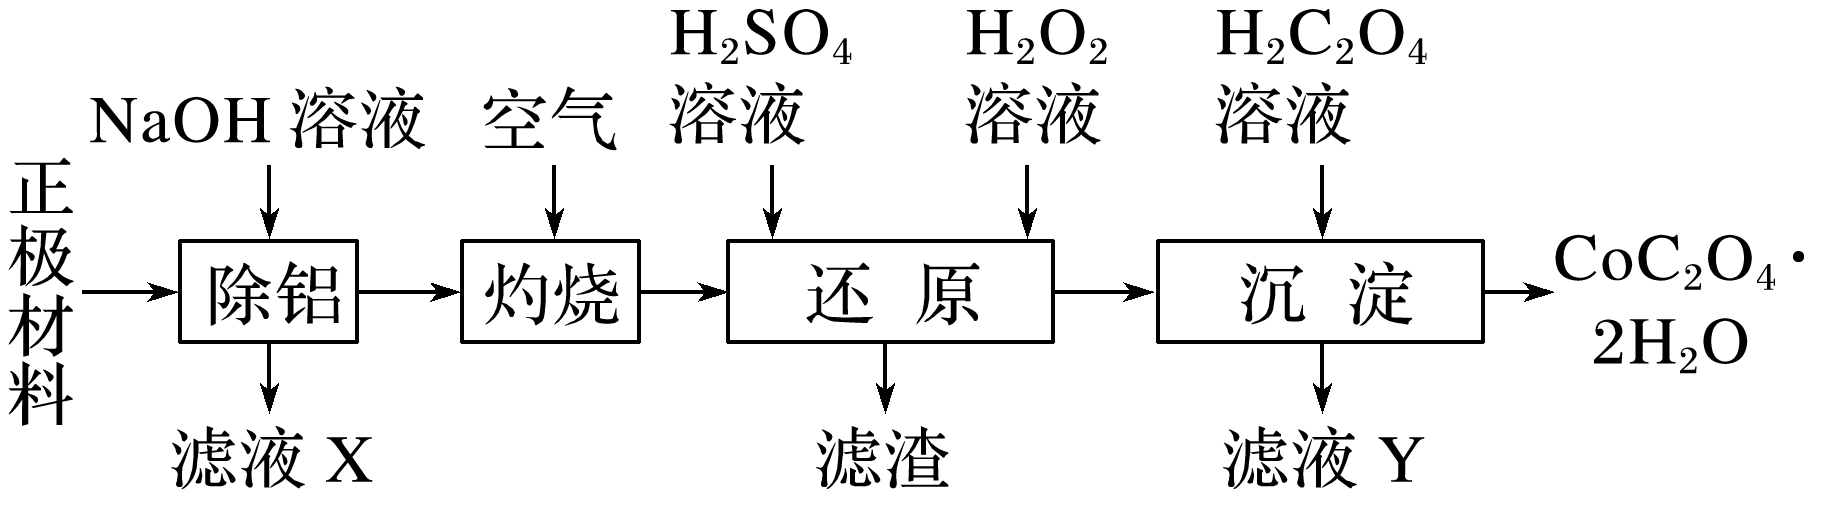 H₂SO₄
溶液
H₂O₂
溶液
H₂C₂O₄
溶液
NaOH 溶液
空气
正极材料
除铝
灼烧
还 原
沉 淀
CoC₂O₄·
2H₂O
滤液 X
滤渣
滤液 Y